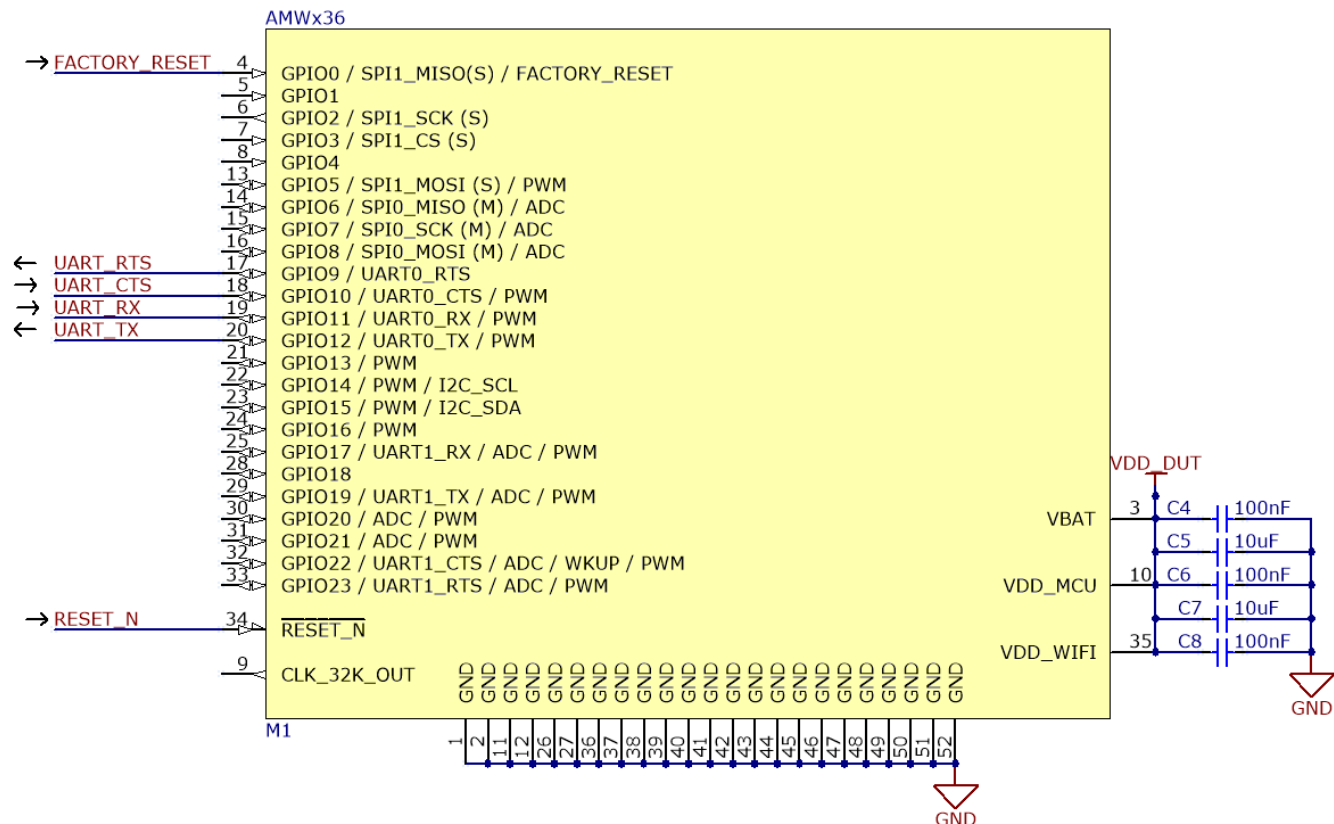 AMWx36
FACTORY_RESET 4 GPIO0 / SPI1_MISO(S) / FACTORY_RESET
5 GPIO1
6 GPIO2 / SPI1_SCK (S)
7 GPIO3 / SPI1_CS (S)
8 GPIO4
13 GPIO5 / SPI1_MOSI (S) / PWM
14 GPIO6 / SPI0_MISO (M) / ADC
15 GPIO7 / SPI0_SCK (M) / ADC
16 GPIO8 / SPI0_MOSI (M) / ADC
UART_RTS 17 GPIO9 / UART0_RTS
UART_CTS 18 GPIO10 / UART0_CTS / PWM
UART_RX 19 GPIO11 / UART0_RX / PWM
UART_TX 20 GPIO12 / UART0_TX / PWM
21 GPIO13 / PWM
22 GPIO14 / PWM / I2C_SCL
23 GPIO15 / PWM / I2C_SDA
24 GPIO16 / PWM
25 GPIO17 / UART1_RX / ADC / PWM
28 GPIO18
29 GPIO19 / UART1_TX / ADC / PWM
30 GPIO20 / ADC / PWM
31 GPIO21 / ADC / PWM
32 GPIO22 / UART1_CTS / ADC / WKUP / PWM
33 GPIO23 / UART1_RTS / ADC / PWM
RESET_N 34 RESET_N
9 CLK_32K_OUT
VDD_DUT
VBAT 3 C4 100nF
C5 10uF
VDD_MCU 10 C6 100nF
C7 10uF
VDD_WIFI 35 C8 100nF
GND
GND GND GND GND GND GND GND GND GND GND GND GND GND GND GND GND GND GND GND GND GND GND GND
M1
1 2 11 12 26 27 36 37 38 39 40 41 42 43 44 45 46 47 48 49 50 51 52
GND